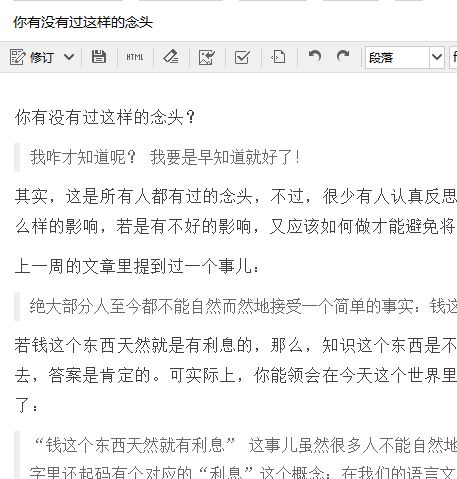 你有没有过这样的念头
修订
HTML
段落
你有没有过这样的念头？
我咋才知道呢？ 我要是早知道就好了！
其实，这是所有人都有过的念头，不过，很少有人认真反思
么样的影响，若是有不好的影响，又应该如何做才能避免将
上一周的文章里提到过一个事儿：
绝大部分人至今都不能自然而然地接受一个简单的事实：钱这
若钱这个东西天然就是有利息的，那么，知识这个东西是不
去，答案是肯定的。可实际上，你能领会在今天这个世界里
了：
“钱这个东西天然就有利息” 这事儿虽然很多人不能自然地
字里还起码有个对应的“利息”这个概念；在我们的语言文